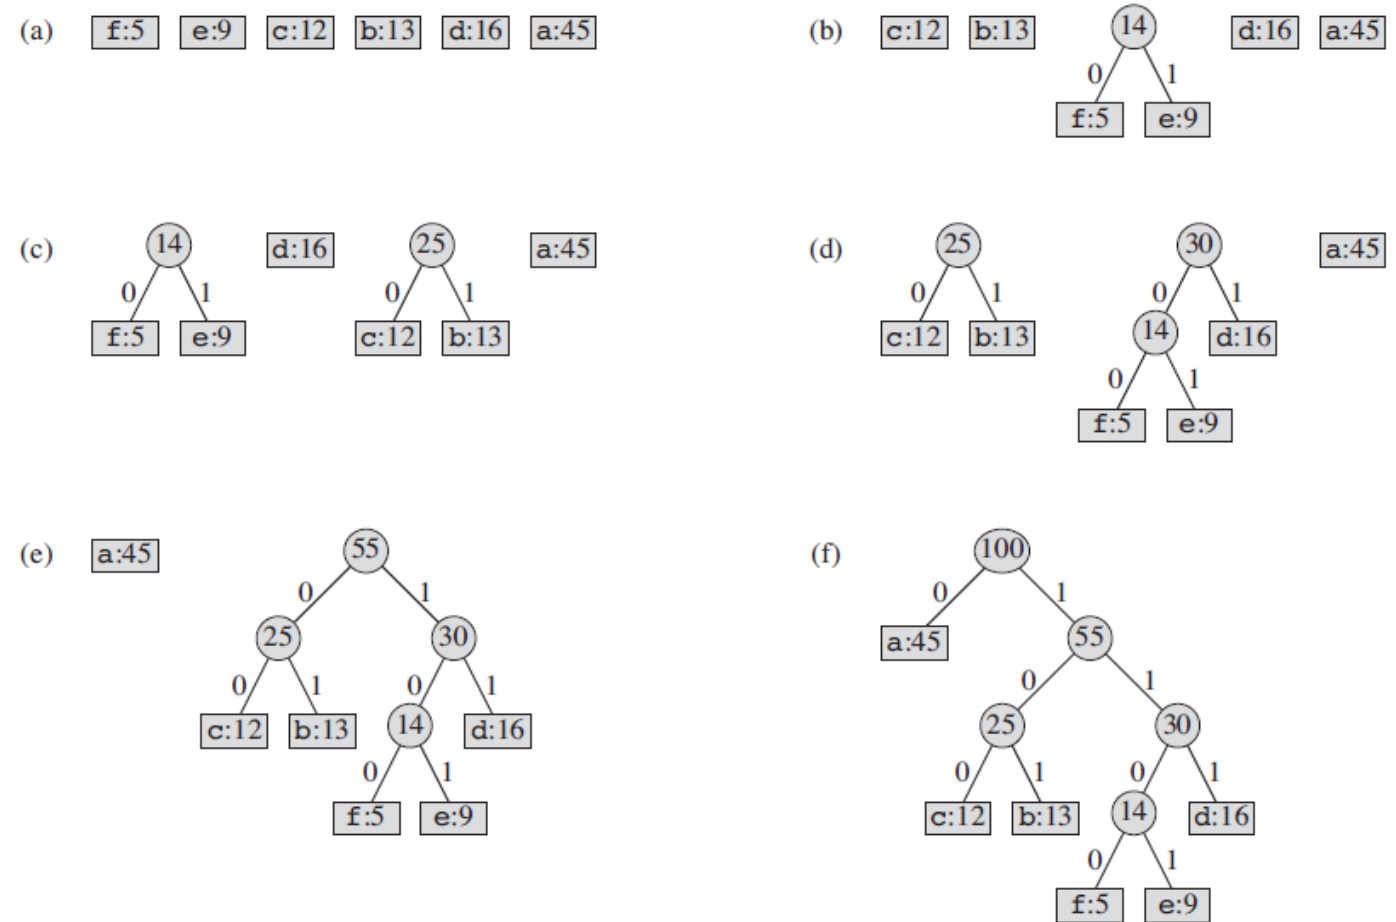 (a) f:5 e:9 c:12 b:13 d:16 a:45
(b) c:12 b:13 14 d:16 a:45
0 1
f:5 e:9
(c) 14 d:16 25 a:45
0 1 0 1
f:5 e:9 c:12 b:13
(d) 25 30 a:45
0 1 0 1
c:12 b:13 14 d:16
0 1
f:5 e:9
(e) a:45 55
0 1
25 30
0 1 0 1
c:12 b:13 14 d:16
0 1
f:5 e:9
(f) 100
0 1
a:45 55
0 1
25 30
0 1 0 1
c:12 b:13 14 d:16
0 1
f:5 e:9